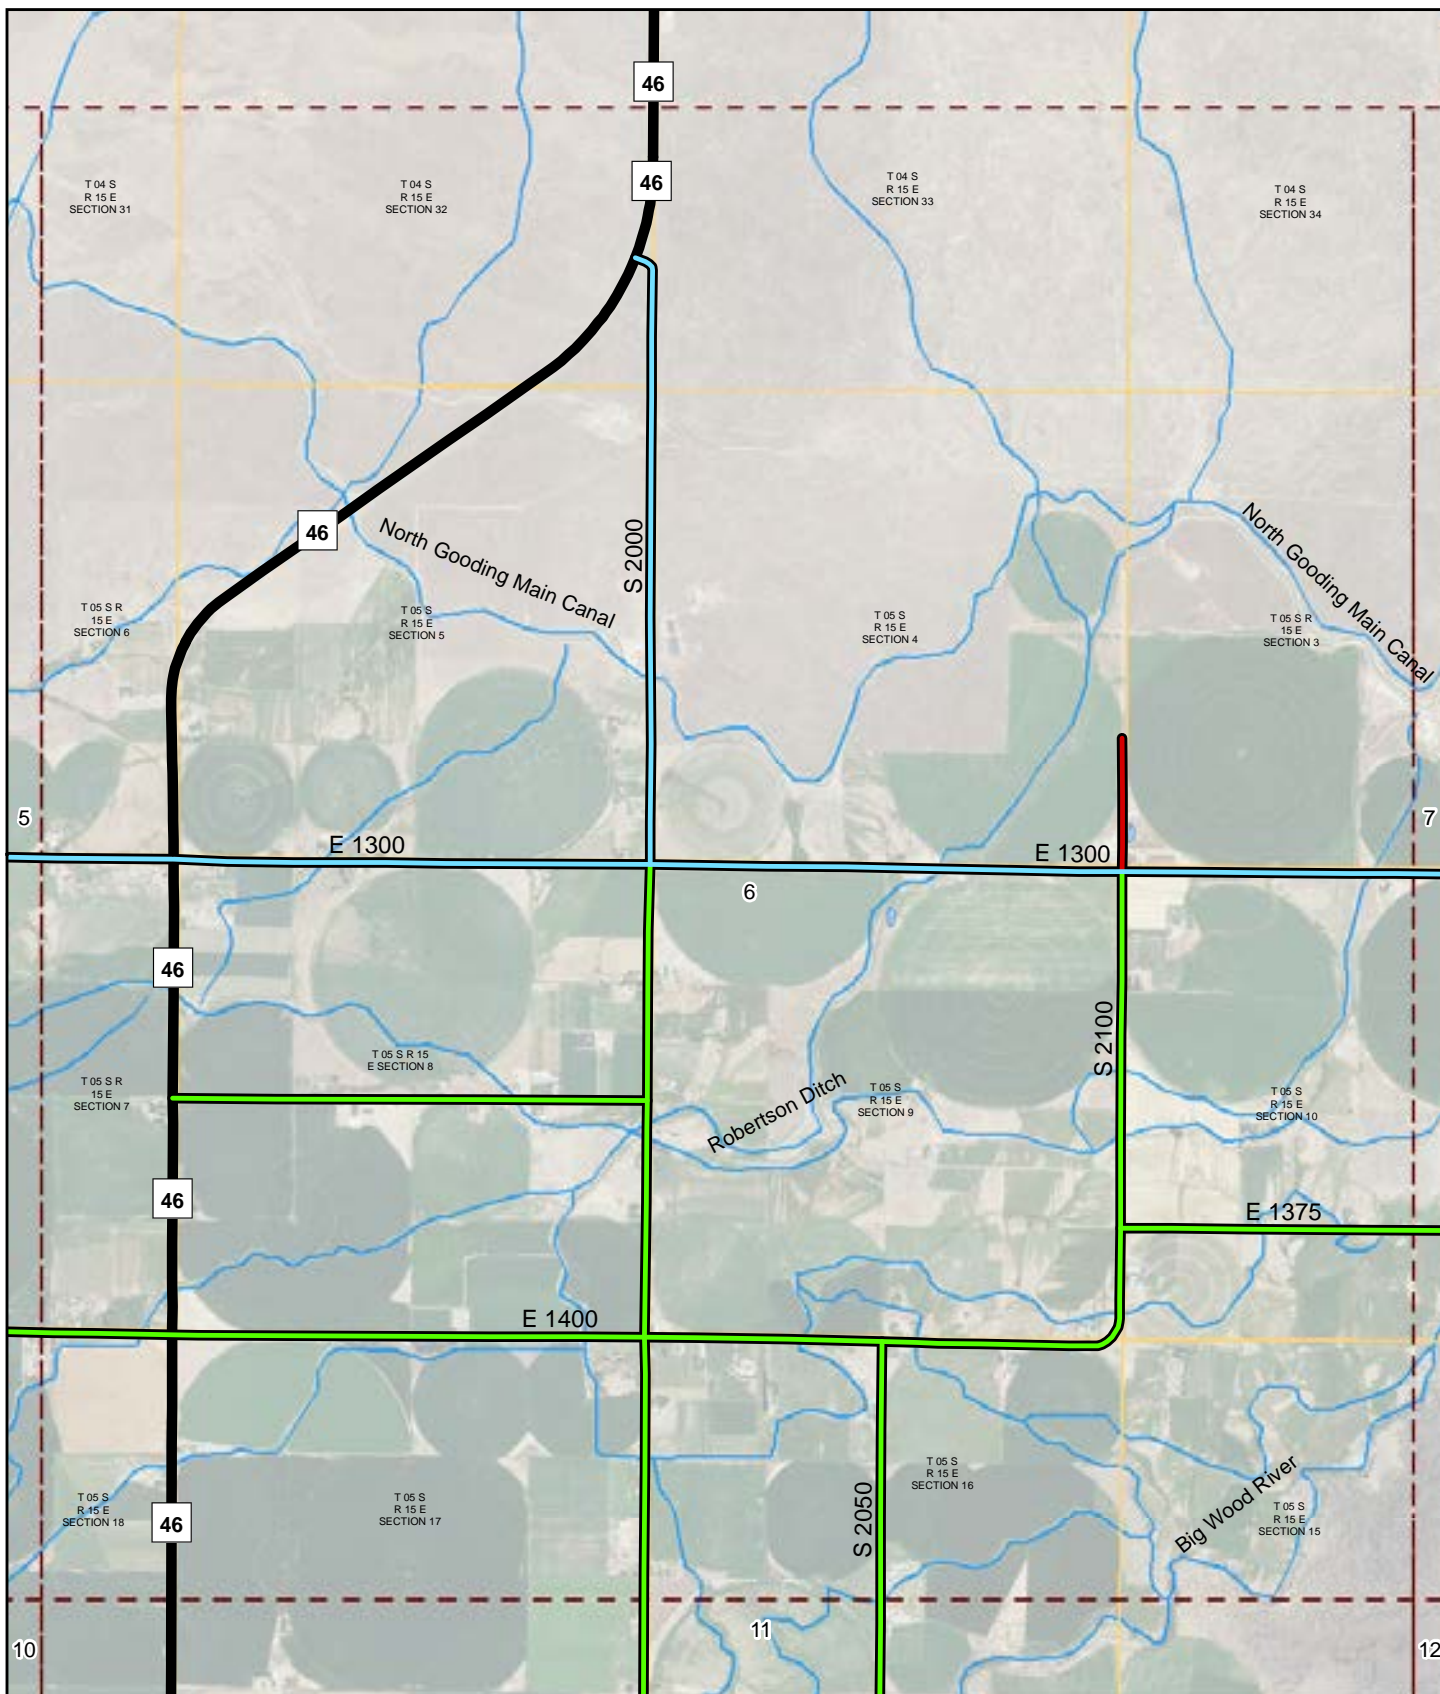 46
46
T 04 S
R 15 E
SECTION 31
T 04 S
R 15 E
SECTION 32
T 04 S
R 15 E
SECTION 33
T 04 S
R 15 E
SECTION 34
46
North Gooding Main Canal
S 2000
North Gooding Main Canal
T 05 S R
15 E
SECTION 6
T 05 S
R 15 E
SECTION 5
T 05 S
R 15 E
SECTION 4
T 05 S R
15 E
SECTION 3
5
7
E 1300
E 1300
6
46
S 2100
T 05 S R 15
E SECTION 8
T 05 S R
15 E
SECTION 7
Robertson Ditch
T 05 S
R 15 E
SECTION 9
T 05 S
R 15 E
SECTION 10
46
E 1375
E 1400
T 05 S
R 15 E
SECTION 18
T 05 S
R 15 E
SECTION 17
46
S 2050
T 05 S
R 15 E
SECTION 16
Big Wood River
T 05 S
R 15 E
SECTION 15
10
11
12